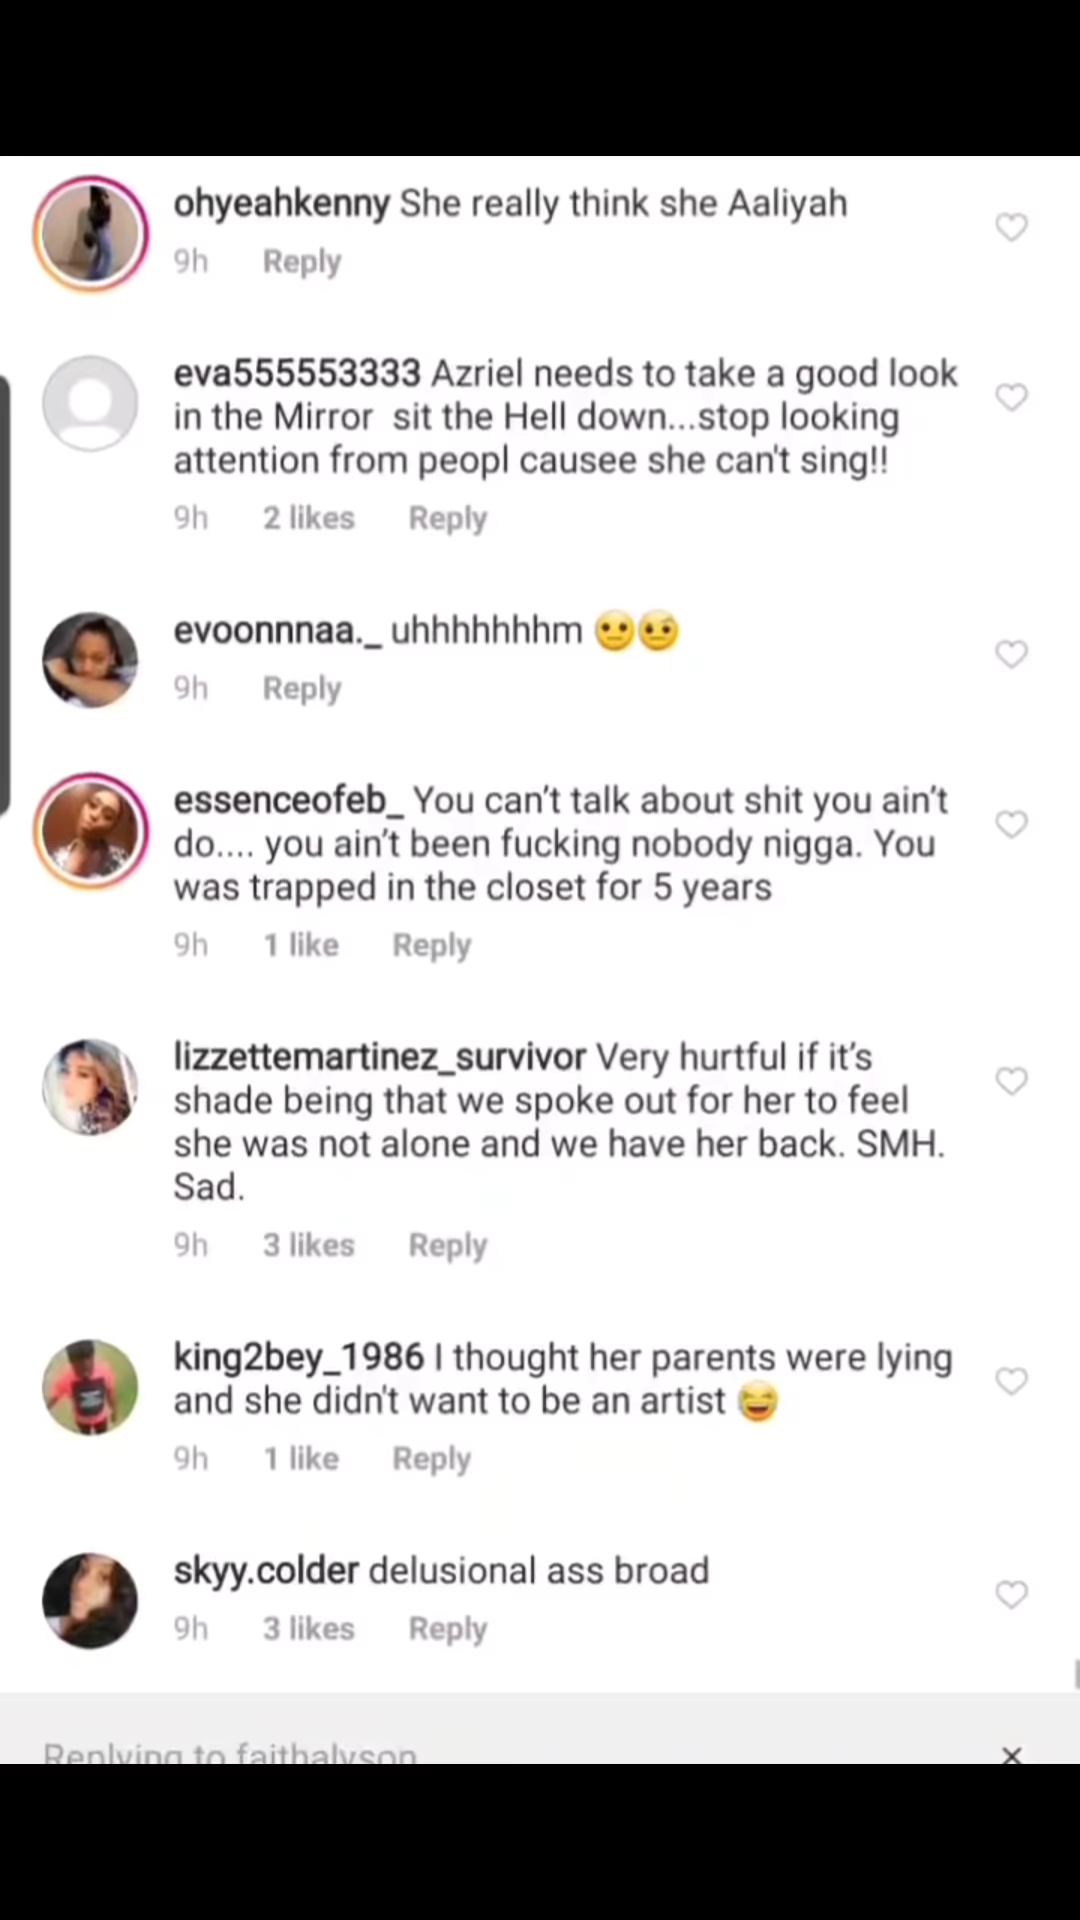 ohyeahkenny She really think she Aaliyah
9h Reply
eva555553333 Azriel needs to take a good look
in the Mirror sit the Hell down...stop looking
attention from peopl causee she can't sing!!
9h 2 likes Reply
evoonnnaa._ uhhhhhhhm 😐🤨
9h Reply
essenceofeb_ You can't talk about shit you ain't
do.... you ain't been fucking nobody nigga. You
was trapped in the closet for 5 years
9h 1 like Reply
lizzettemartinez_survivor Very hurtful if it's
shade being that we spoke out for her to feel
she was not alone and we have her back. SMH.
Sad.
9h 3 likes Reply
king2bey_1986 I thought her parents were lying
and she didn't want to be an artist 😆
9h 1 like Reply
skyy.colder delusional ass broad
9h 3 likes Reply
Replying to faithalyson